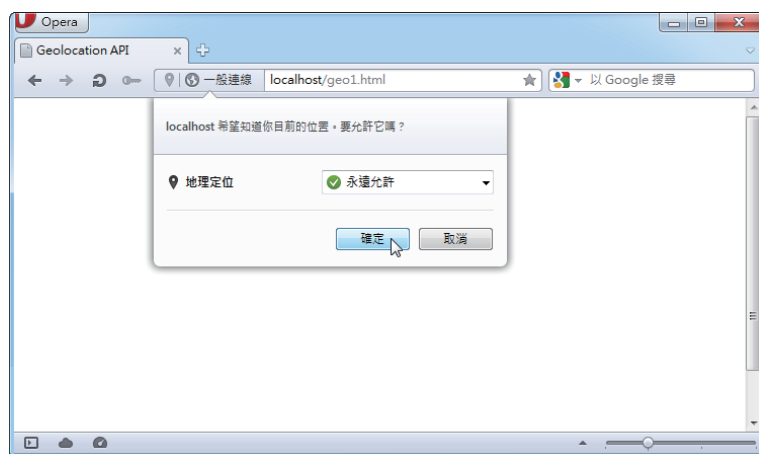 Opera
Geolocation API
一般連線 localhost/geo1.html 以 Google 搜尋
localhost 希望知道你目前的位置，要允許它嗎？
地理定位 永遠允許
確定 取消